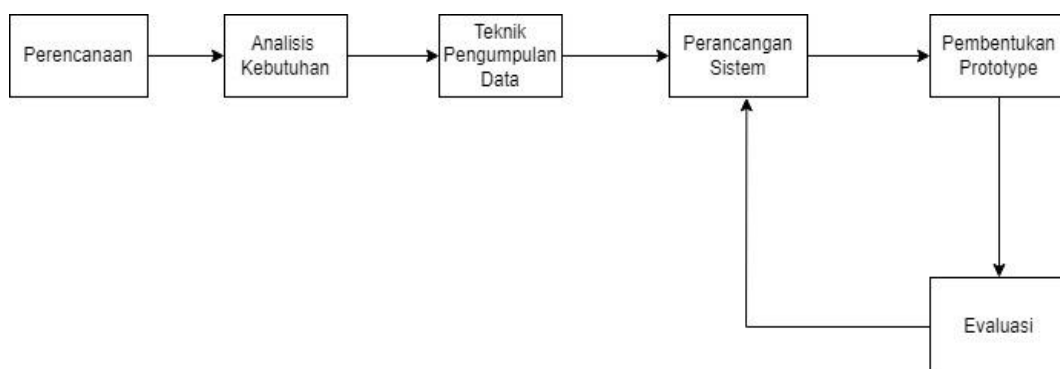 Perencanaan
Analisis
Kebutuhan
Teknik
Pengumpulan
Data
Perancangan
Sistem
Pembentukan
Prototype
Evaluasi